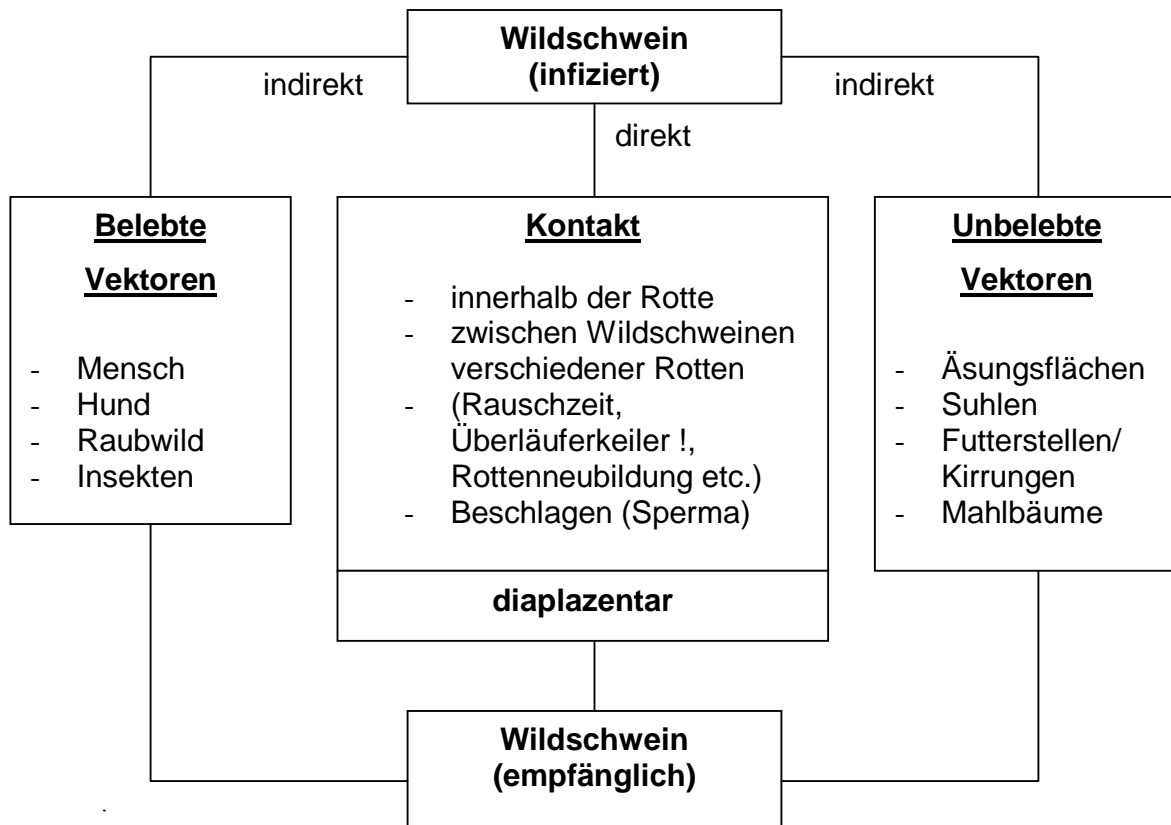 Wildschwein
(infiziert)
indirekt
indirekt
direkt
Belebte
Vektoren
- Mensch
- Hund
- Raubwild
- Insekten
Kontakt
- innerhalb der Rotte
- zwischen Wildschweinen
verschiedener Rotten
- (Rauschzeit,
Überläuferkeiler !,
Rottenneubildung etc.)
- Beschlagen (Sperma)
diaplazentar
Unbelebte
Vektoren
- Äsungsflächen
- Suhlen
- Futterstellen/
Kirrungen
- Mahlbäume
Wildschwein
(empfänglich)